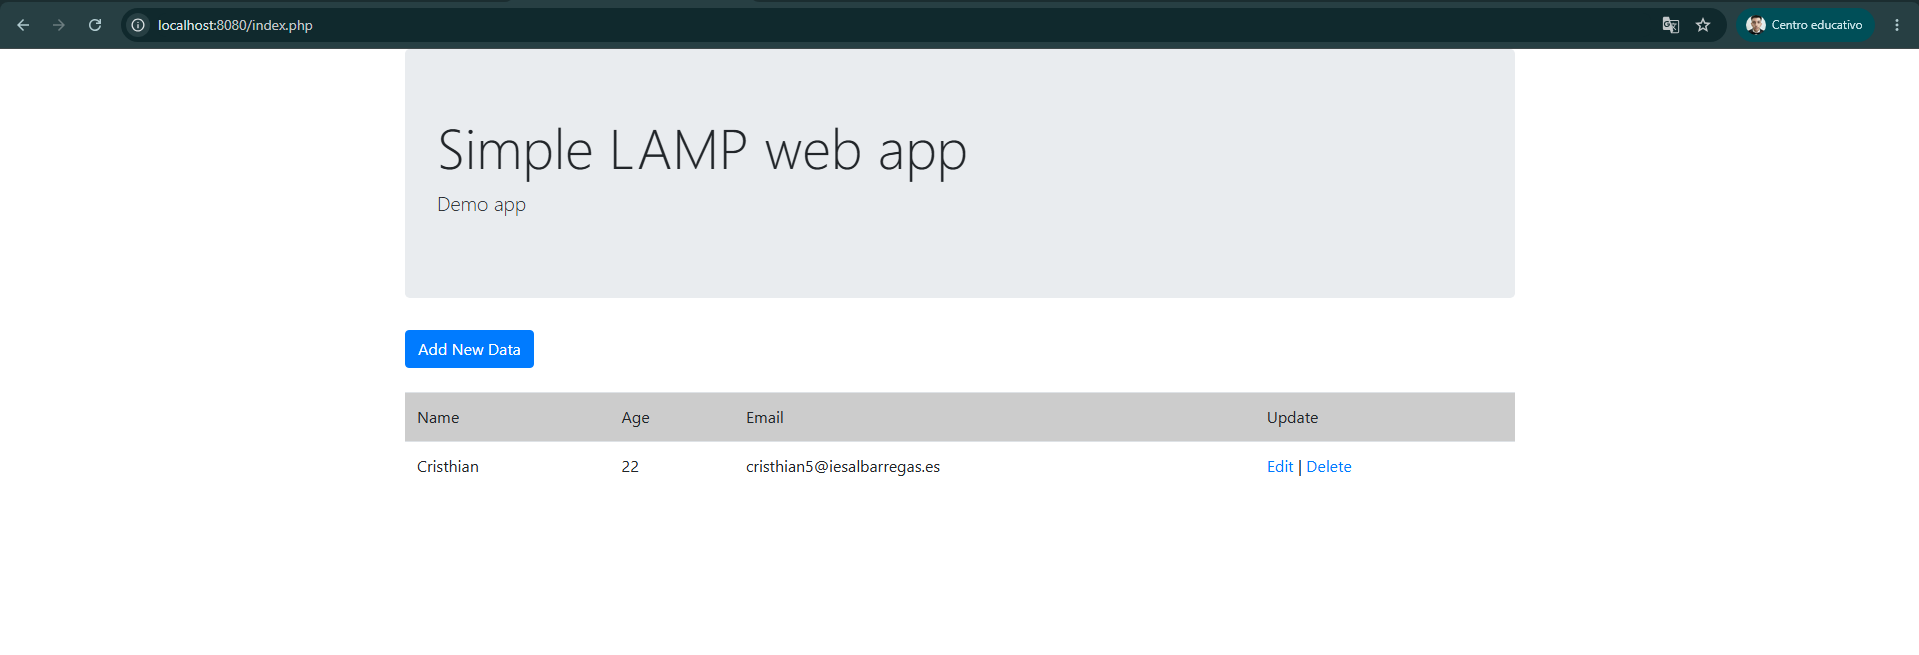 localhost:8080/index.php
Centro educativo
Simple LAMP web app
Demo app
Add New Data
Name Age Email Update
Cristhian 22 cristhian5@iesalbarregas.es Edit | Delete